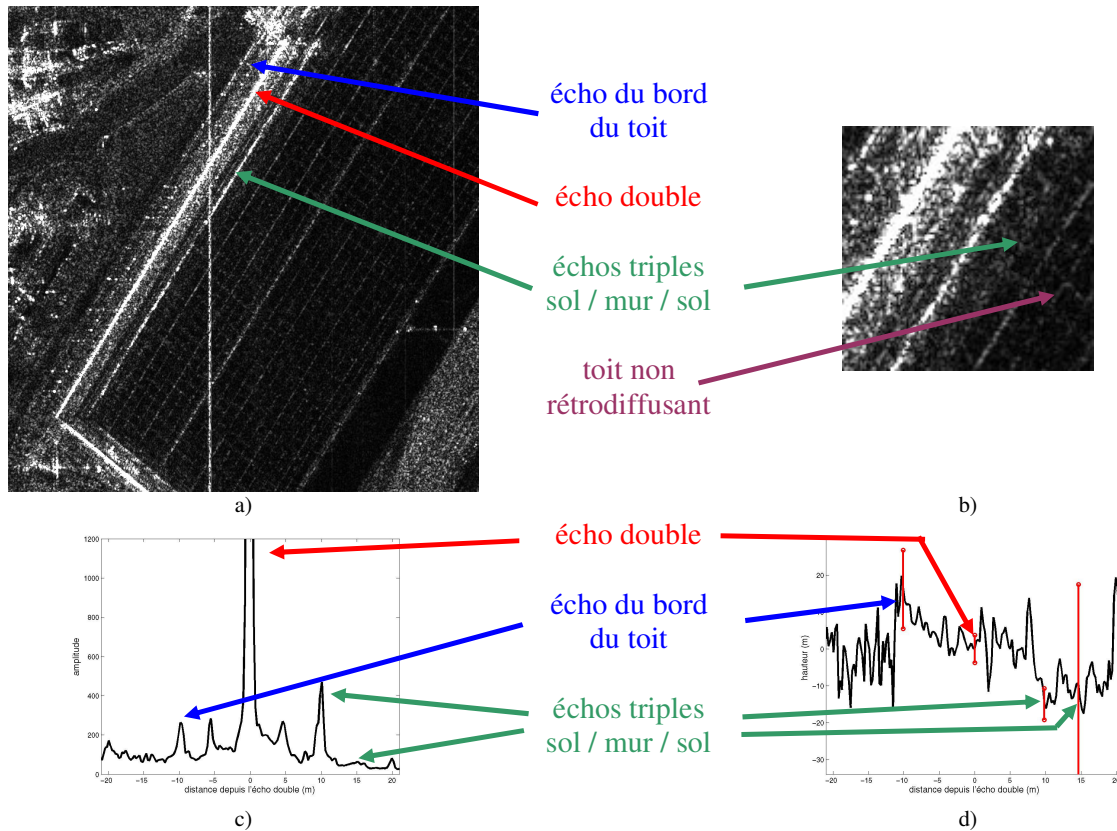 écho du bord
du toit
écho double
échos triples
sol / mur / sol
toit non
rétrodiffusant
a)
b)
écho double
écho du bord
du toit
échos triples
sol / mur / sol
1200
1000
800
600
400
200
0
amplitude
-20
-15
-10
-5
0
5
10
15
20
distance depuis l'écho double (m)
c)
20
10
0
-10
-20
-30
hauteur (m)
-20
-15
-10
-5
0
5
10
15
20
distance depuis l'écho double (m)
d)